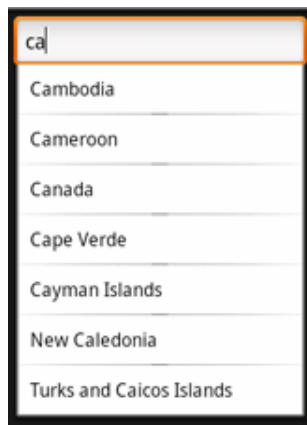 ca
Cambodia
Cameroon
Canada
Cape Verde
Cayman Islands
New Caledonia
Turks and Caicos Islands